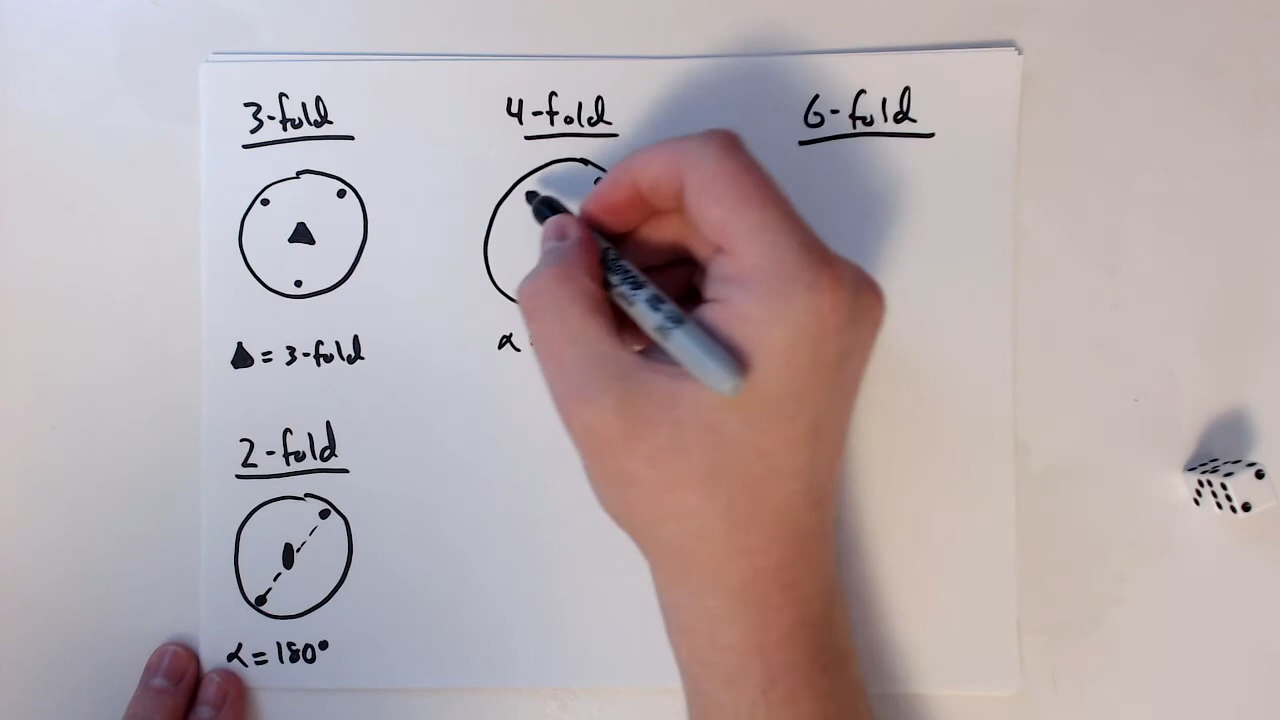 3-fold
4-fold
6-fold
▲ = 3-fold
α
2-fold
α = 180°